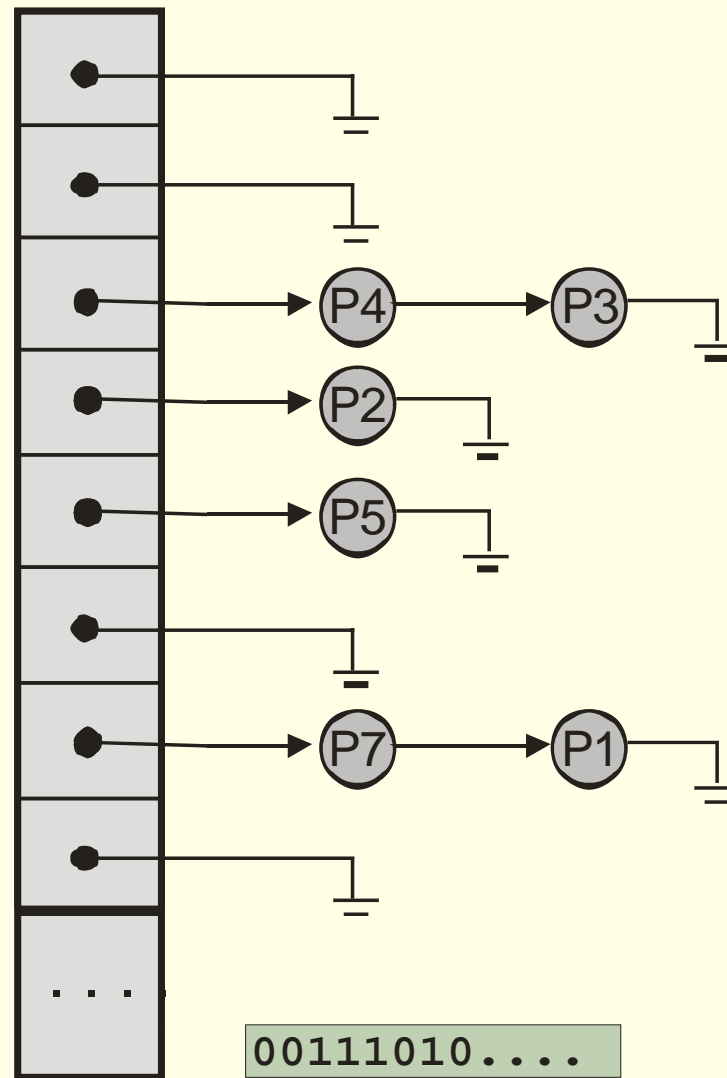 P4 P3
P2
P5
P7 P1
. . . .
00111010....